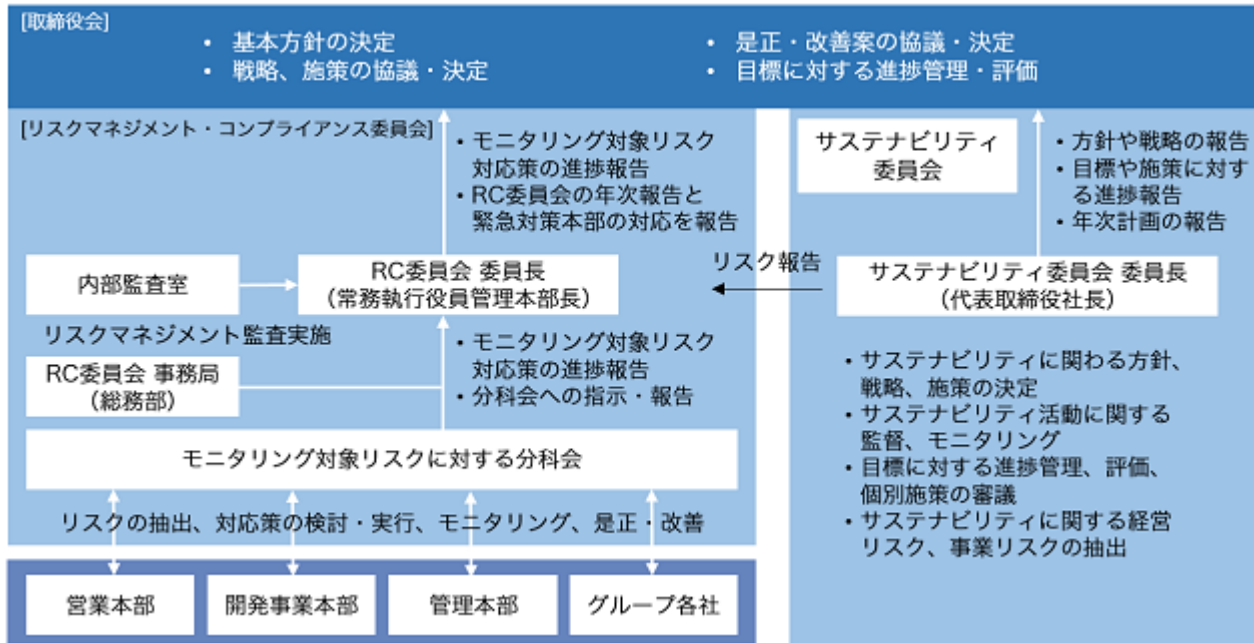 [取締役会]
・ 基本方針の決定
・ 戦略、施策の協議・決定
・ 是正・改善案の協議・決定
・ 目標に対する進捗管理・評価
[リスクマネジメント・コンプライアンス委員会]
・モニタリング対象リスク
対応策の進捗報告
・RC委員会の年次報告と
緊急対策本部の対応を報告
内部監査室
RC委員会 委員長
（常務執行役員管理本部長）
リスクマネジメント監査実施
RC委員会 事務局
（総務部）
・モニタリング対象リスク
対応策の進捗報告
・分科会への指示・報告
モニタリング対象リスクに対する分科会
リスクの抽出、対応策の検討・実行、モニタリング、是正・改善
営業本部
開発事業本部
管理本部
グループ各社
リスク報告
サステナビリティ
委員会
・方針や戦略の報告
・目標や施策に対す
る進捗報告
・年次計画の報告
サステナビリティ委員会 委員長
（代表取締役社長）
・サステナビリティに関わる方針、
戦略、施策の決定
・サステナビリティ活動に関する
監督、モニタリング
・目標に対する進捗管理、評価、
個別施策の審議
・サステナビリティに関する経営
リスク、事業リスクの抽出